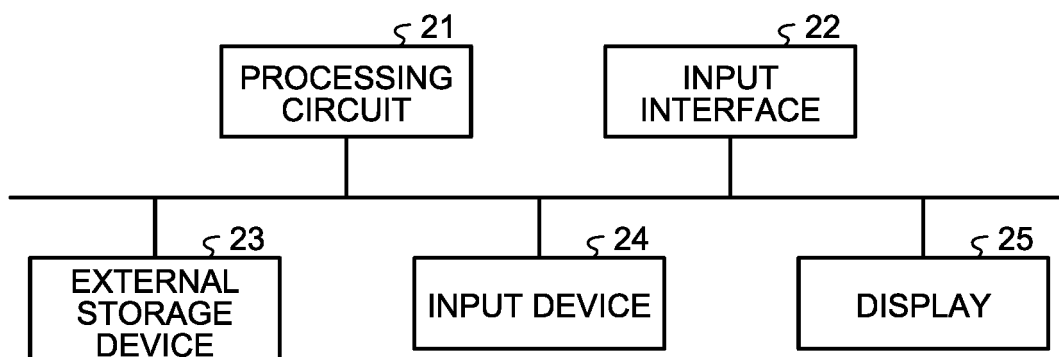 21
PROCESSING
CIRCUIT
22
INPUT
INTERFACE
23
EXTERNAL
STORAGE
DEVICE
24
INPUT DEVICE
25
DISPLAY